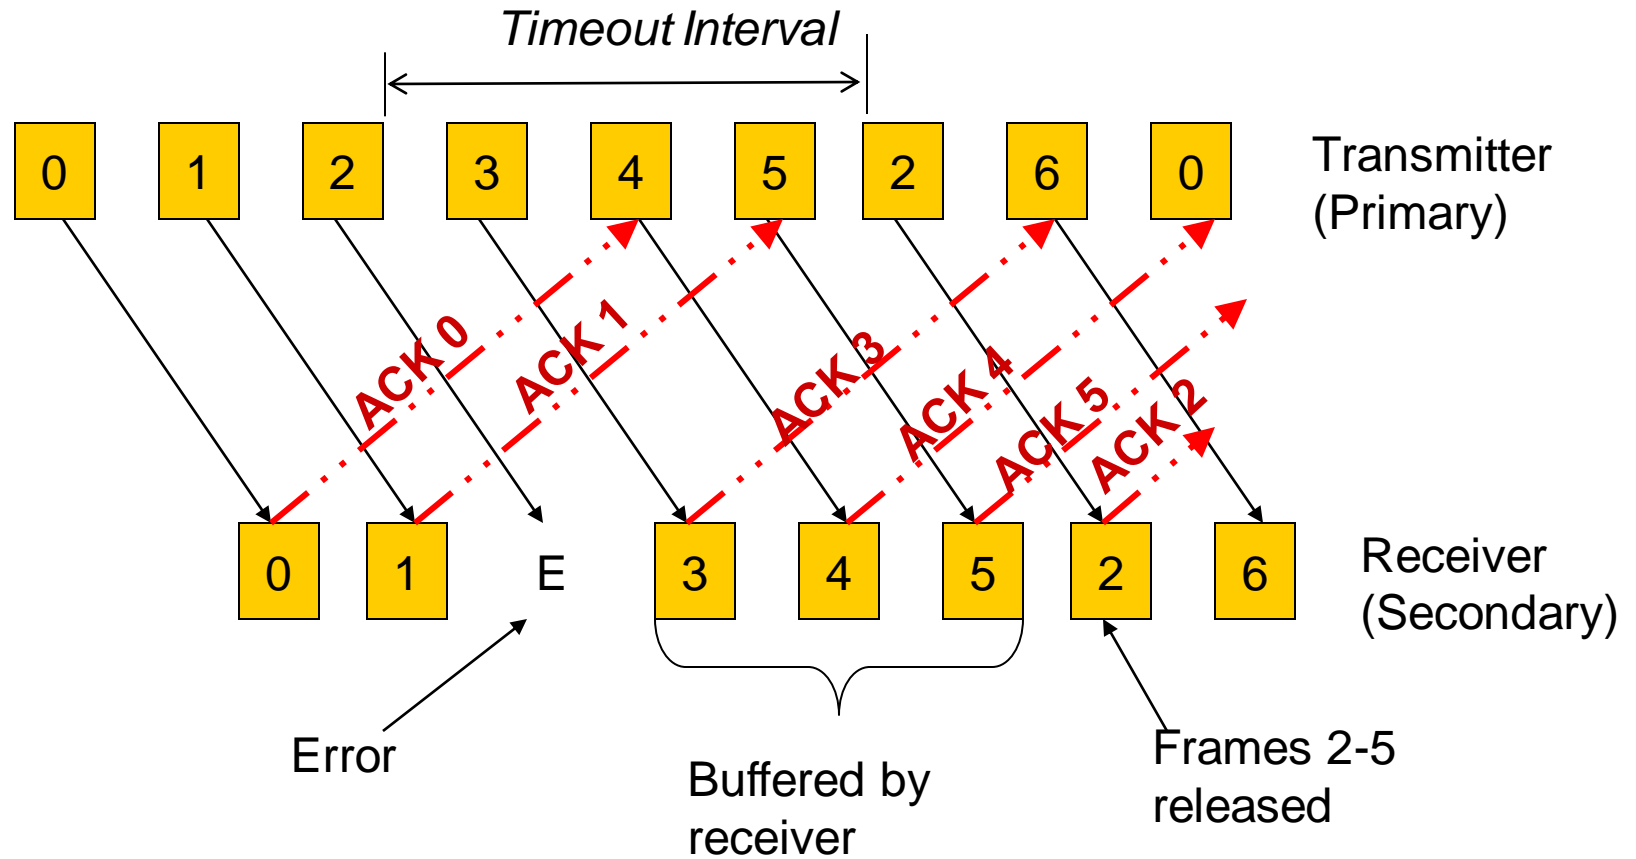 Timeout Interval
0 1 2 3 4 5 2 6 0
Transmitter
(Primary)
ACK 0
ACK 1
ACK 3
ACK 4
ACK 5
ACK 2
0 1 E 3 4 5 2 6
Receiver
(Secondary)
Error
Buffered by
receiver
Frames 2-5
released